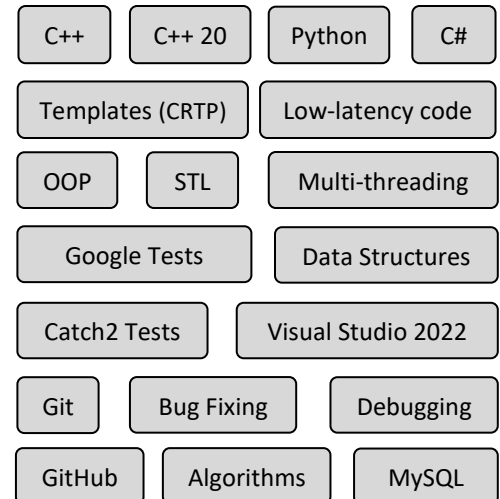 C++ C++ 20 Python C#
Templates (CRTP) Low-latency code
OOP STL Multi-threading
Google Tests Data Structures
Catch2 Tests Visual Studio 2022
Git Bug Fixing Debugging
GitHub Algorithms MySQL